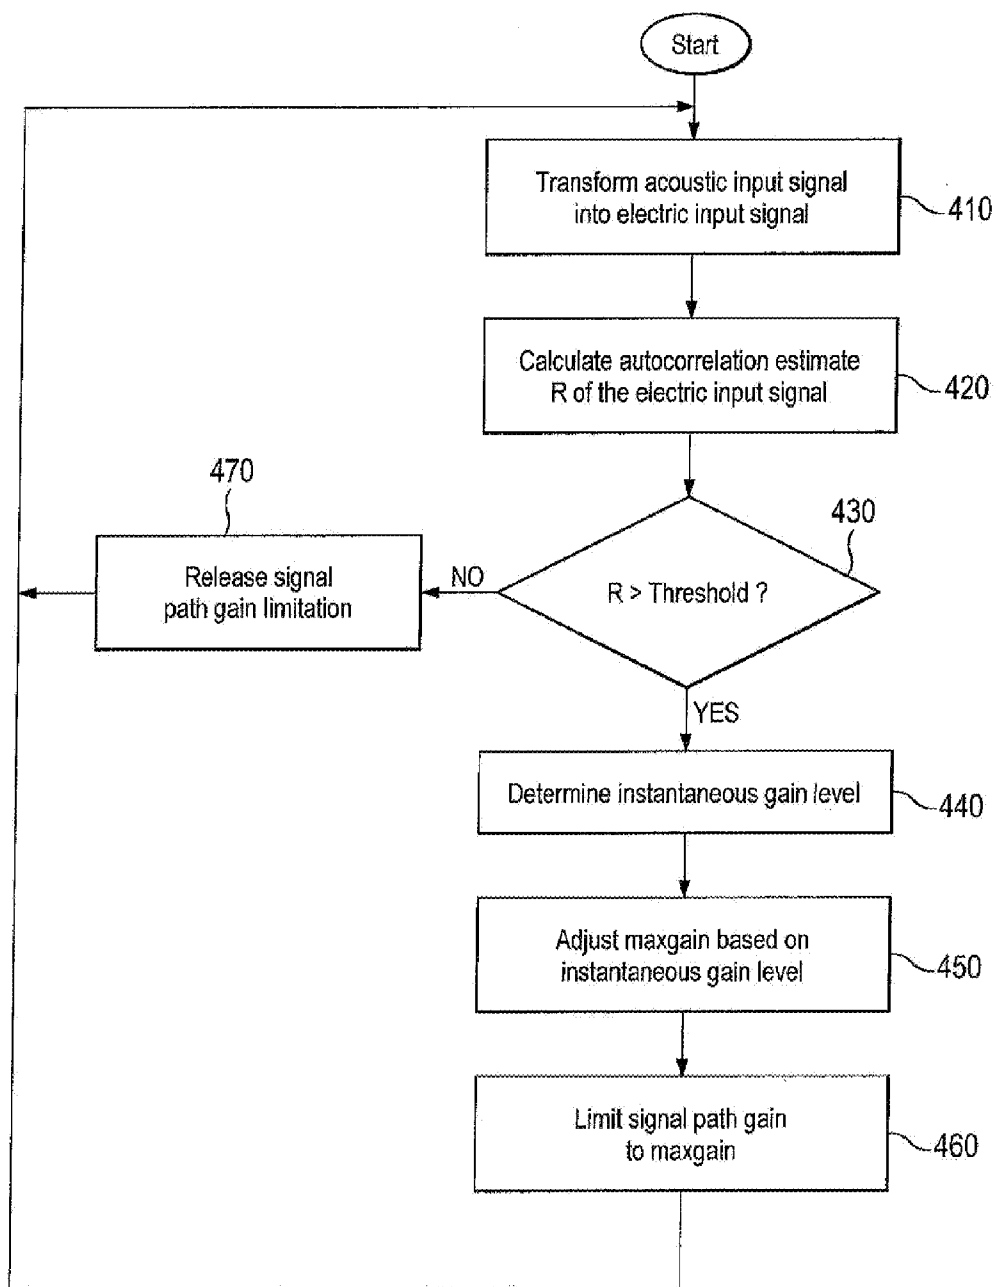 Start
Transform acoustic input signal
into electric input signal
410
Calculate autocorrelation estimate
R of the electric input signal
420
470
430
Release signal
path gain limitation
NO
R > Threshold ?
YES
Determine instantaneous gain level
440
Adjust maxgain based on
instantaneous gain level
450
Limit signal path gain
to maxgain
460